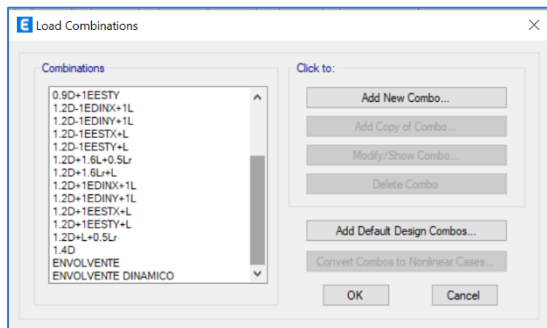 E Load Combinations
Combinations
0.9D+1EESTY
1.2D-1EDINX+1L
1.2D-1EDINY+1L
1.2D-1EESTX+L
1.2D-1EESTY+L
1.2D+1.6L+0.5Lr
1.2D+1.6Lr+L
1.2D+1EDINX+1L
1.2D+1EDINY+1L
1.2D+1EESTX+L
1.2D+1EESTY+L
1.2D+L+0.5Lr
1.4D
ENVOLVENTE
ENVOLVENTE DINAMICO
Click to:
Add New Combo...
Add Copy of Combo...
Modify/Show Combo...
Delete Combo
Add Default Design Combos...
Convert Combos to Nonlinear Cases...
OK
Cancel